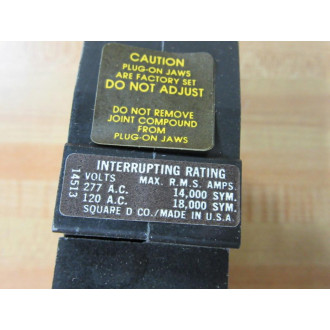 CAUTION
PLUG-ON JAWS
ARE FACTORY SET
DO NOT ADJUST
DO NOT REMOVE
JOINT COMPOUND
FROM
PLUG-ON JAWS
INTERRUPTING RATING
VOLTS MAX. R.M.S. AMPS.
277 A.C. 14,000 SYM.
120 A.C. 18,000 SYM.
SQUARE D CO./MADE IN U.S.A.
14513